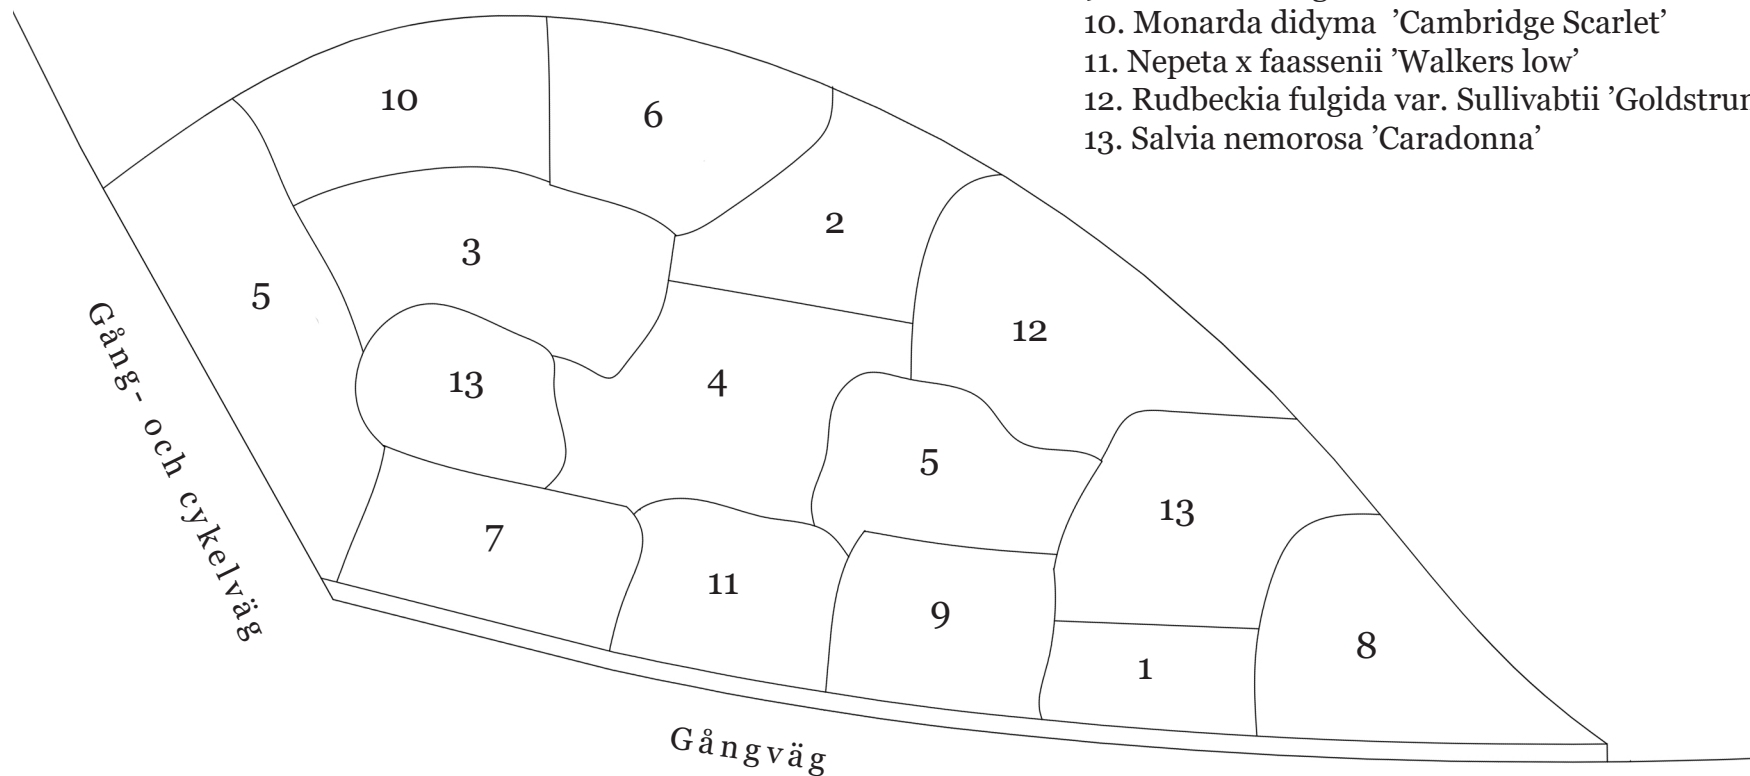 10. Monarda didyma ’Cambridge Scarlet’
11. Nepeta x faassenii ’Walkers low’
12. Rudbeckia fulgida var. Sullivabtii ’Goldstrur
13. Salvia nemorosa ’Caradonna’
10
6
2
3
5
12
13
4
5
13
7
11
9
8
1
Gång- och cykelväg
Gångväg